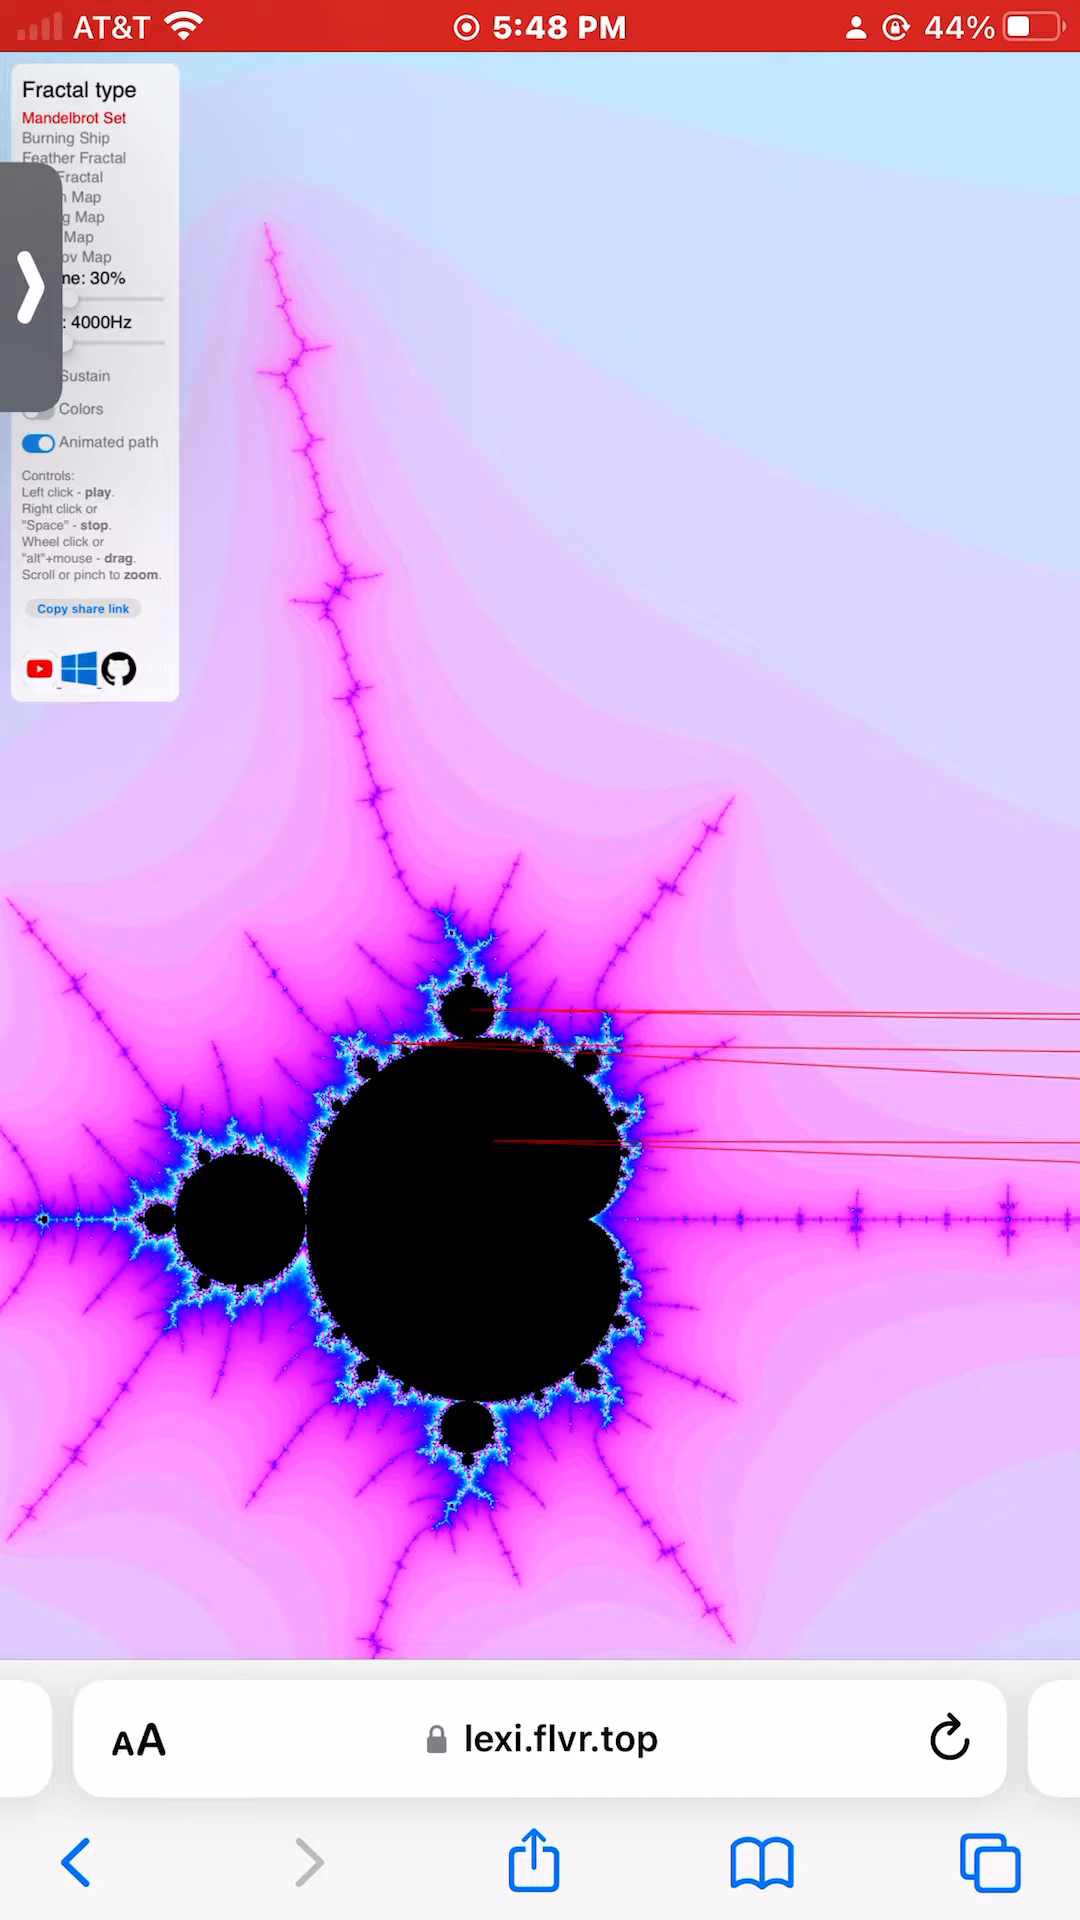 AT&T 5:48 PM 44%
Fractal type
Mandelbrot Set
Burning Ship
Feather Fractal
Fractal
Map
Map
Map
Map
: 30%
: 4000Hz
Sustain
Colors
Animated path
Controls:
Left click - play.
Right click or
"Space" - stop.
Wheel click or
"alt"+mouse - drag.
Scroll or pinch to zoom.
Copy share link
AA lexi.flvr.top